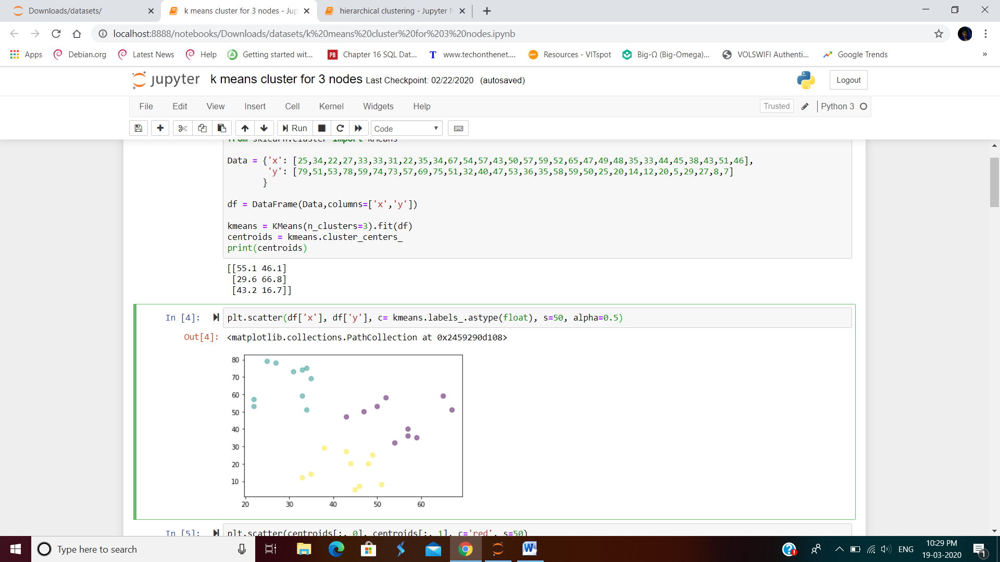 Downloads/datasets/
k means cluster for 3 nodes - Jup
hierarchical clustering - Jupyter N
localhost:8888/notebooks/Downloads/datasets/k%20means%20cluster%20for%203%20nodes.ipynb
Apps
Debian.org
Latest News
Help
Getting started wit...
PB
Chapter 16 SQL Dat...
T
www.techonthenet....
spot
Resources - VITspot
Big-Ω (Big-Omega)...
VOLSWIFI Authenti...
Google Trends
»
jupyter
k means cluster for 3 nodes Last Checkpoint: 02/22/2020 (autosaved)
Logout
File Edit View Insert Cell Kernel Widgets Help
Trusted
Python 3
Run
Code
from sklearn.cluster import KMeans
Data = {'x': [25,34,22,27,33,33,31,22,35,34,67,54,57,43,50,57,59,52,65,47,49,48,35,33,44,45,38,43,51,46],
'y': [79,51,53,78,59,74,73,57,69,75,51,32,40,47,53,36,35,58,59,50,25,20,14,12,20,5,29,27,8,7]
}
df = DataFrame(Data,columns=['x','y'])
kmeans = KMeans(n_clusters=3).fit(df)
centroids = kmeans.cluster_centers_
print(centroids)
[[55.1 46.1]
[29.6 66.8]
[43.2 16.7]]
In [4]:
plt.scatter(df['x'], df['y'], c= kmeans.labels_.astype(float), s=50, alpha=0.5)
Out[4]:
<matplotlib.collections.PathCollection at 0x2459290d108>
80
70
60
50
40
30
20
10
20 30 40 50 60
In [5]:
plt.scatter(centroids[:, 0], centroids[:, 1], c='red', s=50)
Type here to search
ENG
10:29 PM
19-03-2020
1